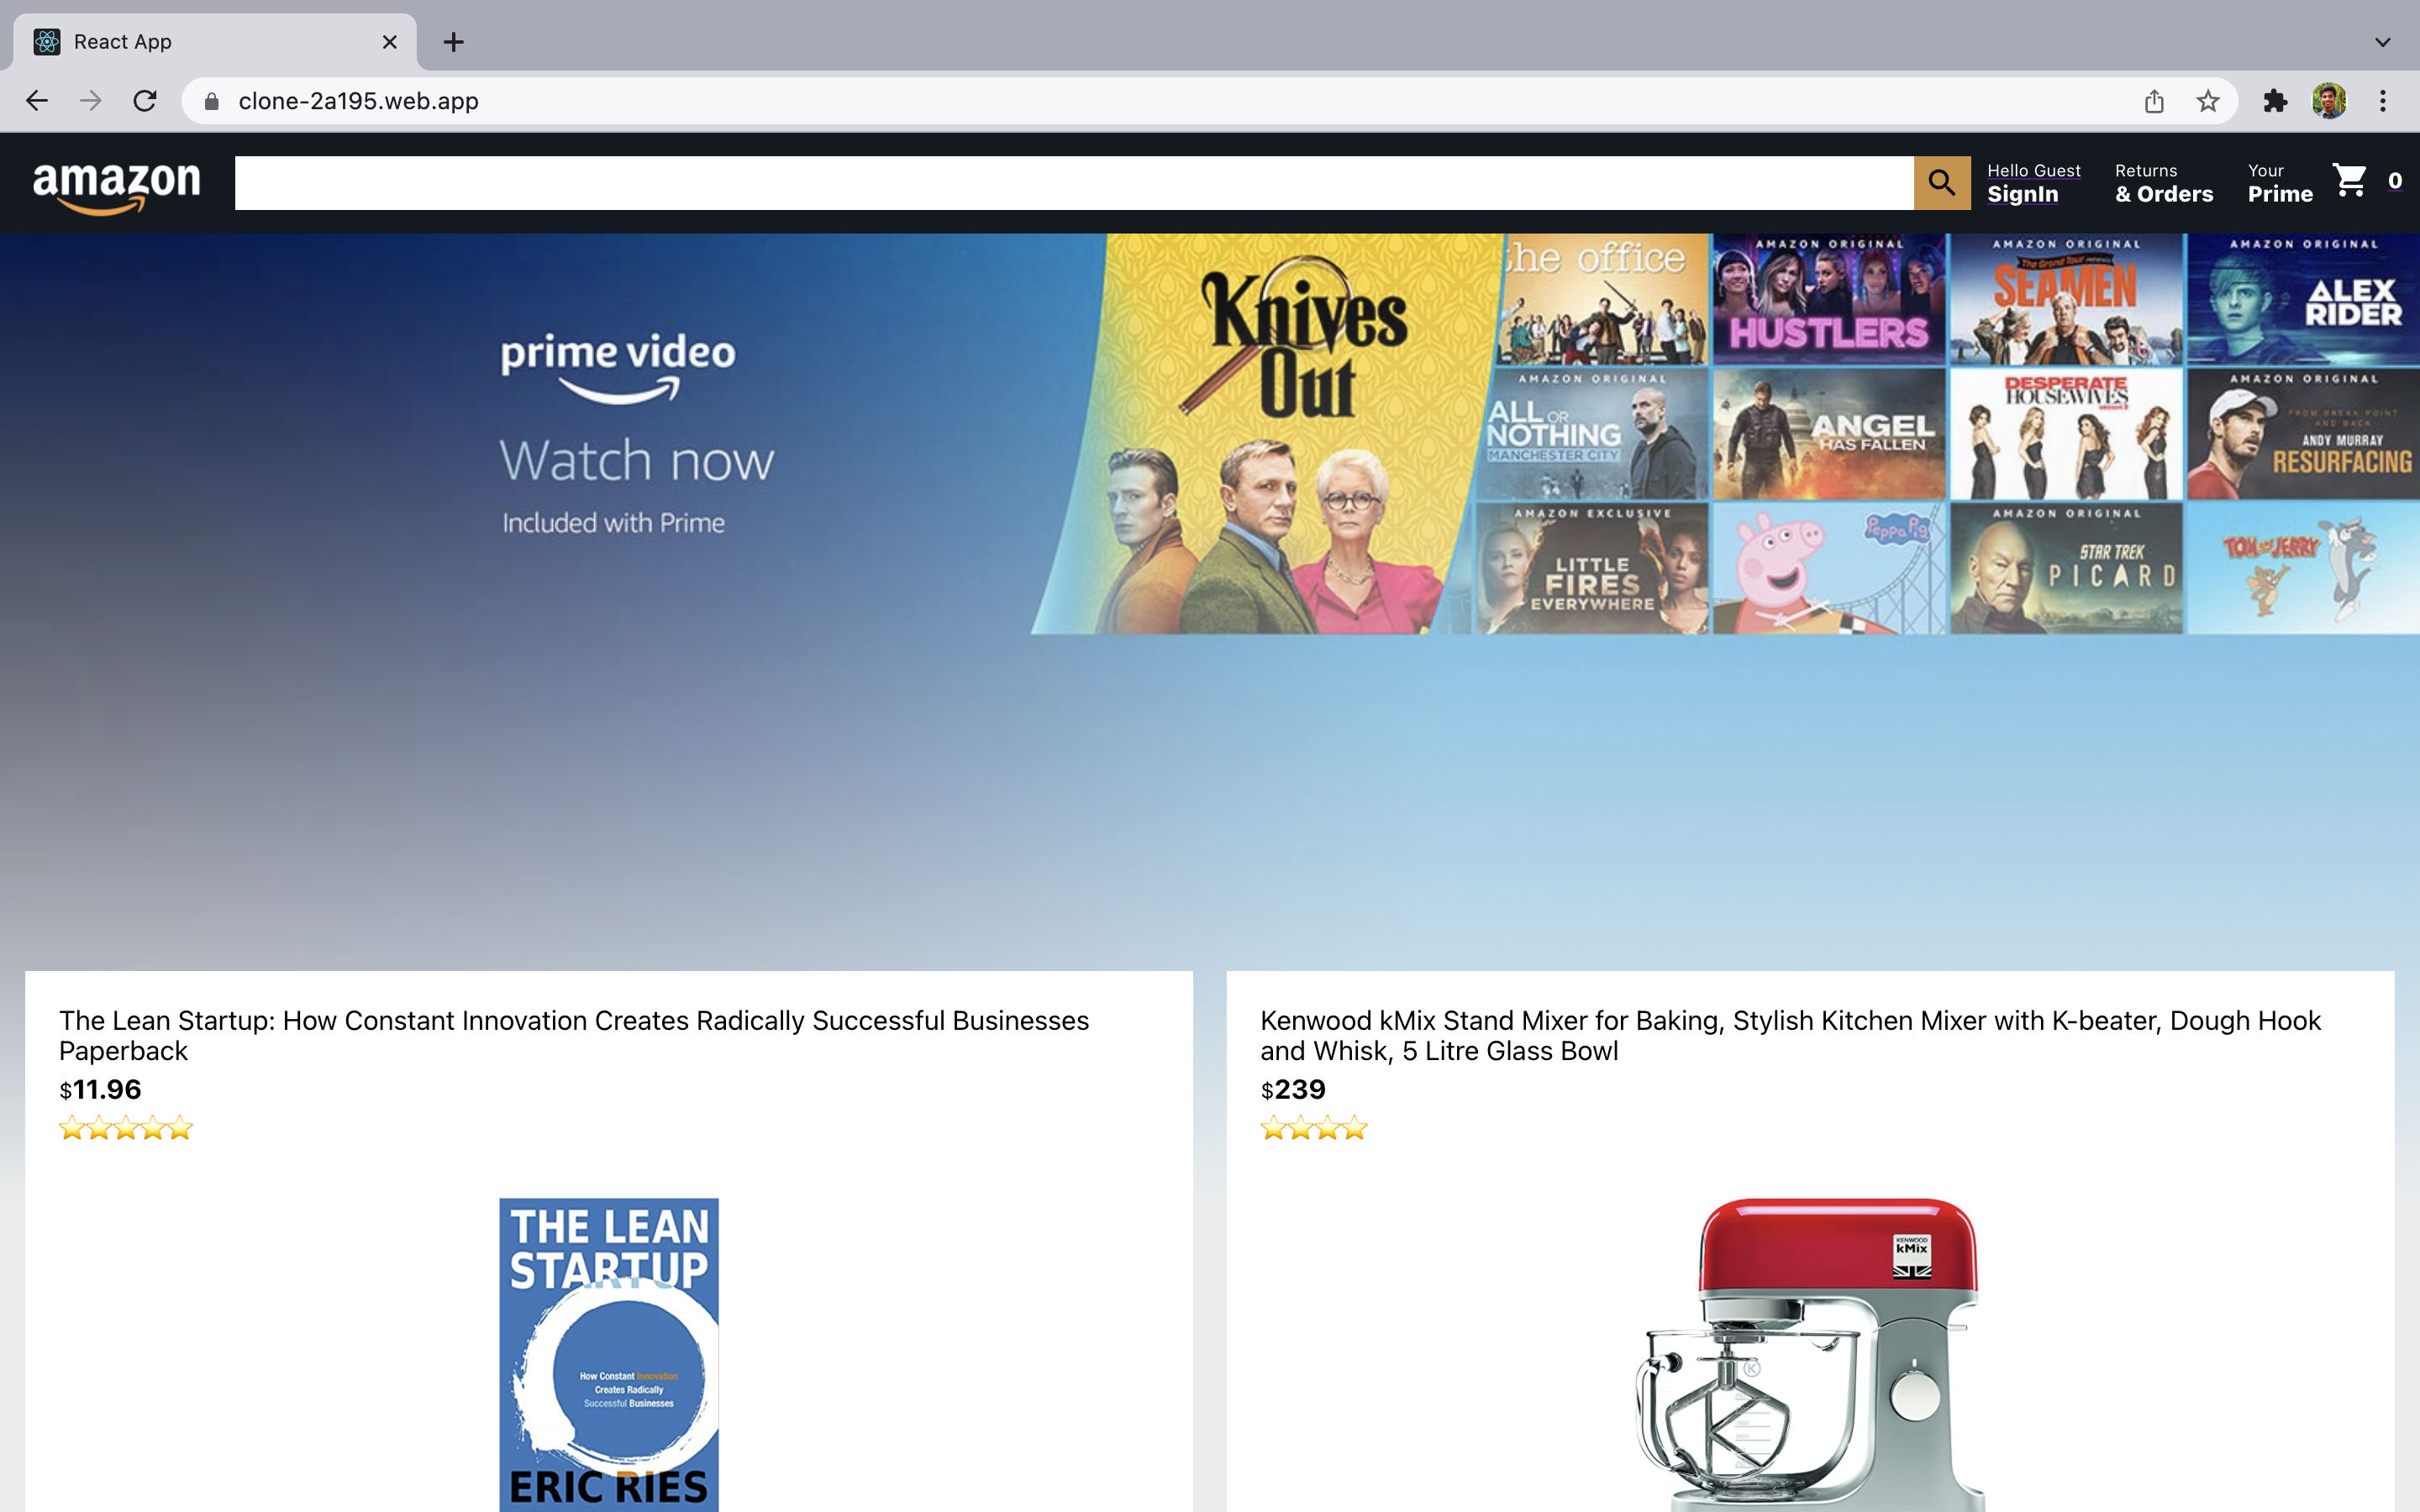 React App
clone-2a195.web.app
amazon
Hello Guest
SignIn
Returns
& Orders
Your
Prime
0
prime video
Watch now
Included with Prime
Knives
Out
the office
AMAZON ORIGINAL
HUSTLERS
AMAZON ORIGINAL
The Grand Tour presents
SEAMEN
AMAZON ORIGINAL
ALEX
RIDER
AMAZON ORIGINAL
ALL OR
NOTHING
MANCHESTER CITY
ANGEL
HAS FALLEN
DESPERATE
HOUSEWIVES
AMAZON ORIGINAL
FROM BREAK POINT
AND BACK
ANDY MURRAY
RESURFACING
AMAZON EXCLUSIVE
LITTLE
FIRES
EVERYWHERE
Peppa Pig
AMAZON ORIGINAL
STAR TREK
PICARD
TOM and JERRY
The Lean Startup: How Constant Innovation Creates Radically Successful Businesses
Paperback
$11.96
THE LEAN
STARTUP
How Constant Innovation
Creates Radically
Successful Businesses
ERIC RIES
Kenwood kMix Stand Mixer for Baking, Stylish Kitchen Mixer with K-beater, Dough Hook
and Whisk, 5 Litre Glass Bowl
$239
KENWOOD
kMix